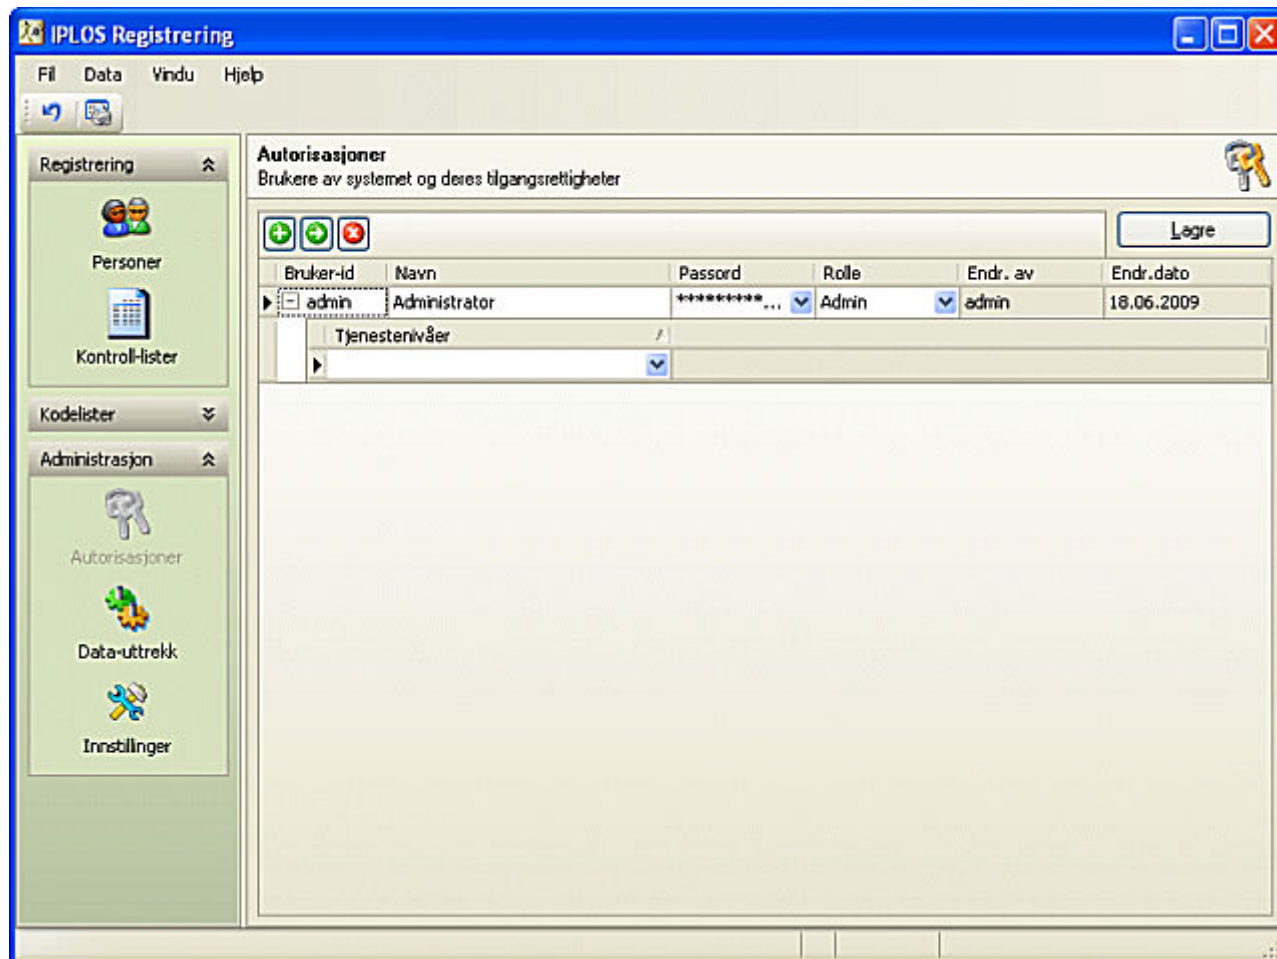 IPLOS Registrering
Fil Data Vindu Hjelp
Registrering
Personer
Kontroll-lister
Kodelister
Administrasjon
Autorisasjoner
Data-uttrekk
Innstillinger
Autorisasjoner
Brukere av systemet og deres tilgangsrettigheter
Lagre
Bruker-id Navn Passord Rolle Endr. av Endr.dato
admin Administrator *********... Admin admin 18.06.2009
Tjenestenivåer